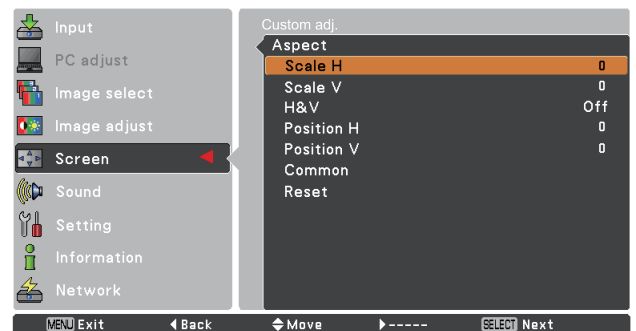 Input
PC adjust
Image select
Image adjust
Screen
Sound
Setting
Information
Network
Custom adj.
Aspect
Scale H 0
Scale V 0
H&V Off
Position H 0
Position V 0
Common
Reset
MENU Exit ◀Back ◆Move ▶----- SELECT Next